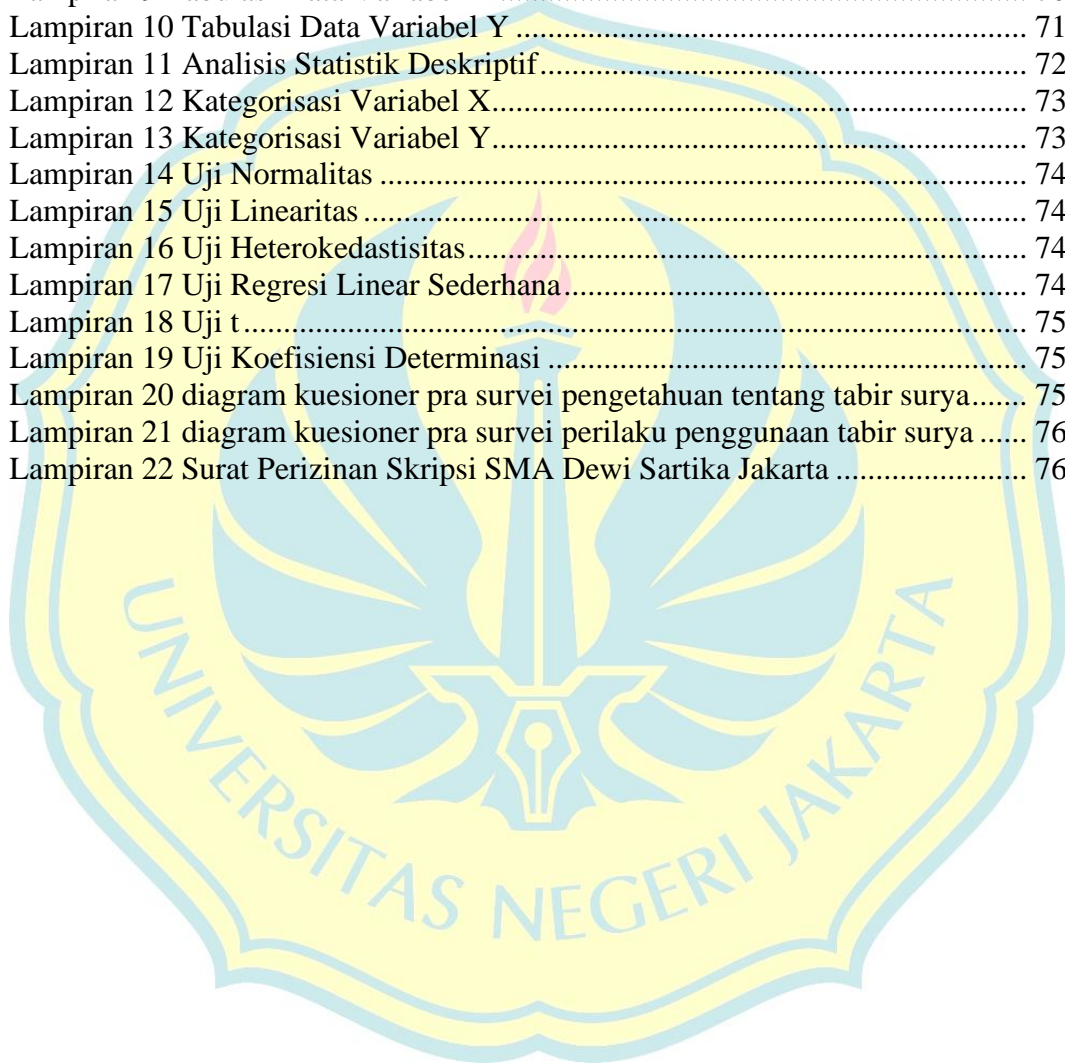 Lampiran 10 Tabulasi Data Variabel Y ........................................................................ 71
Lampiran 11 Analisis Statistik Deskriptif..................................................................... 72
Lampiran 12 Kategorisasi Variabel X........................................................................... 73
Lampiran 13 Kategorisasi Variabel Y........................................................................... 73
Lampiran 14 Uji Normalitas ........................................................................................... 74
Lampiran 15 Uji Linearitas ............................................................................................. 74
Lampiran 16 Uji Heterokedastisitas............................................................................... 74
Lampiran 17 Uji Regresi Linear Sederhana.................................................................. 74
Lampiran 18 Uji t............................................................................................................. 75
Lampiran 19 Uji Koefisiensi Determinasi .................................................................... 75
Lampiran 20 diagram kuesioner pra survei pengetahuan tentang tabir surya....... 75
Lampiran 21 diagram kuesioner pra survei perilaku penggunaan tabir surya ...... 76
Lampiran 22 Surat Perizinan Skripsi SMA Dewi Sartika Jakarta ....................... 76
UNIVERSITAS NEGERI JAKARTA